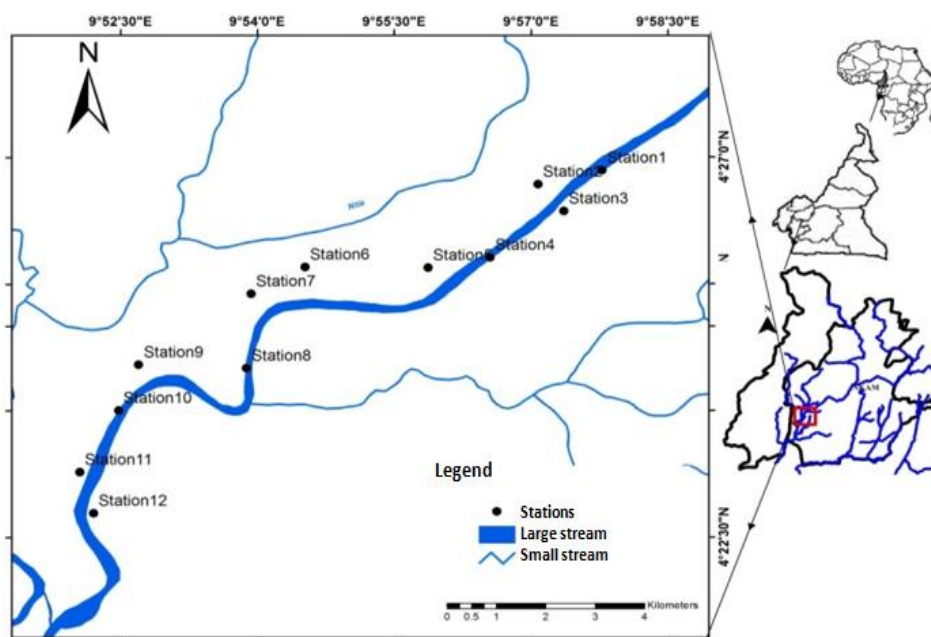 9°52'30"E 9°54'0"E 9°55'30"E 9°57'0"E 9°58'30"E
N
4°27'0"N
Station1
Station2
Station3
Station4
Station5
Station6
Station7
Station8
Station9
Station10
Station11
Station12
N
N
4°22'30"N
Legend
Stations
Large stream
Small stream
Kilometers
0 0.5 1 2 3 4